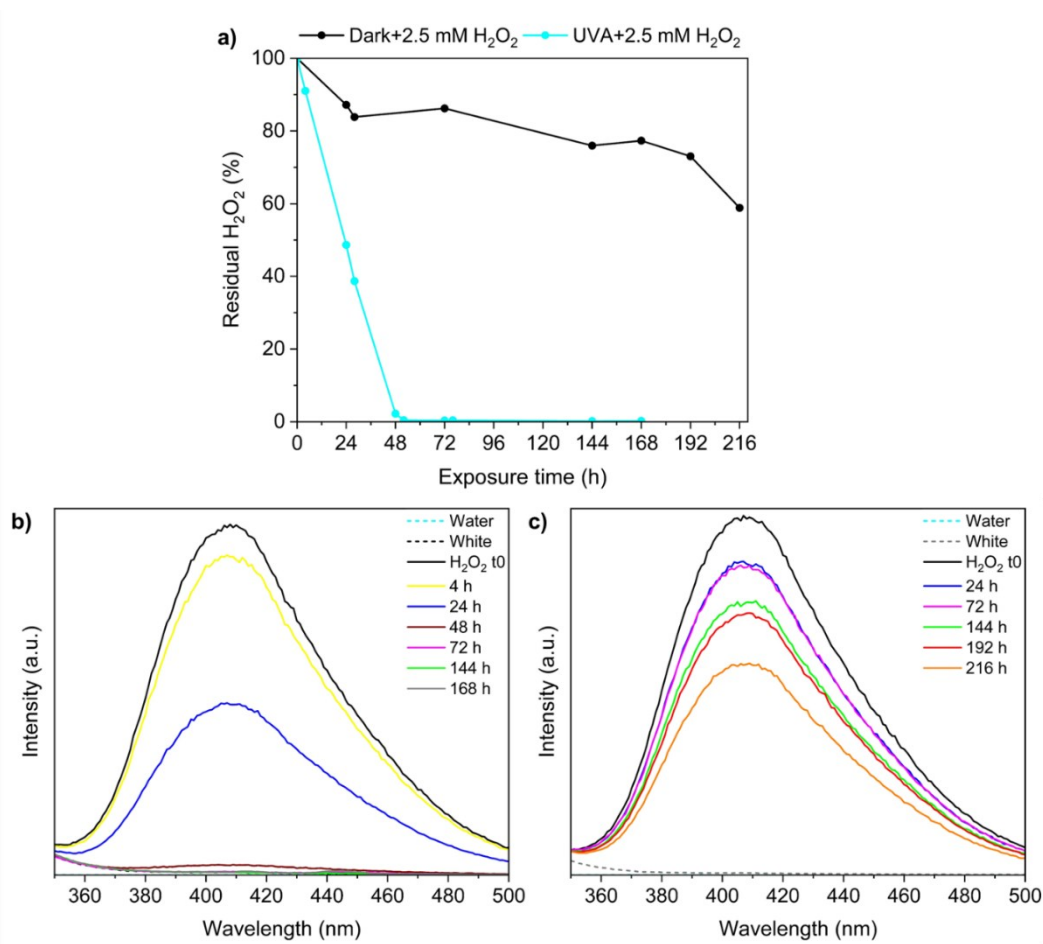 a) Dark+2.5 mM H₂O₂ UVA+2.5 mM H₂O₂
100
80
60
40
20
0
Residual H₂O₂ (%)
0 24 48 72 96 120 144 168 192 216
Exposure time (h)
b)
Water
White
H₂O₂ t0
4 h
24 h
48 h
72 h
144 h
168 h
Intensity (a.u.)
360 380 400 420 440 460 480 500
Wavelength (nm)
c)
Water
White
H₂O₂ t0
24 h
72 h
144 h
192 h
216 h
Intensity (a.u.)
360 380 400 420 440 460 480 500
Wavelength (nm)